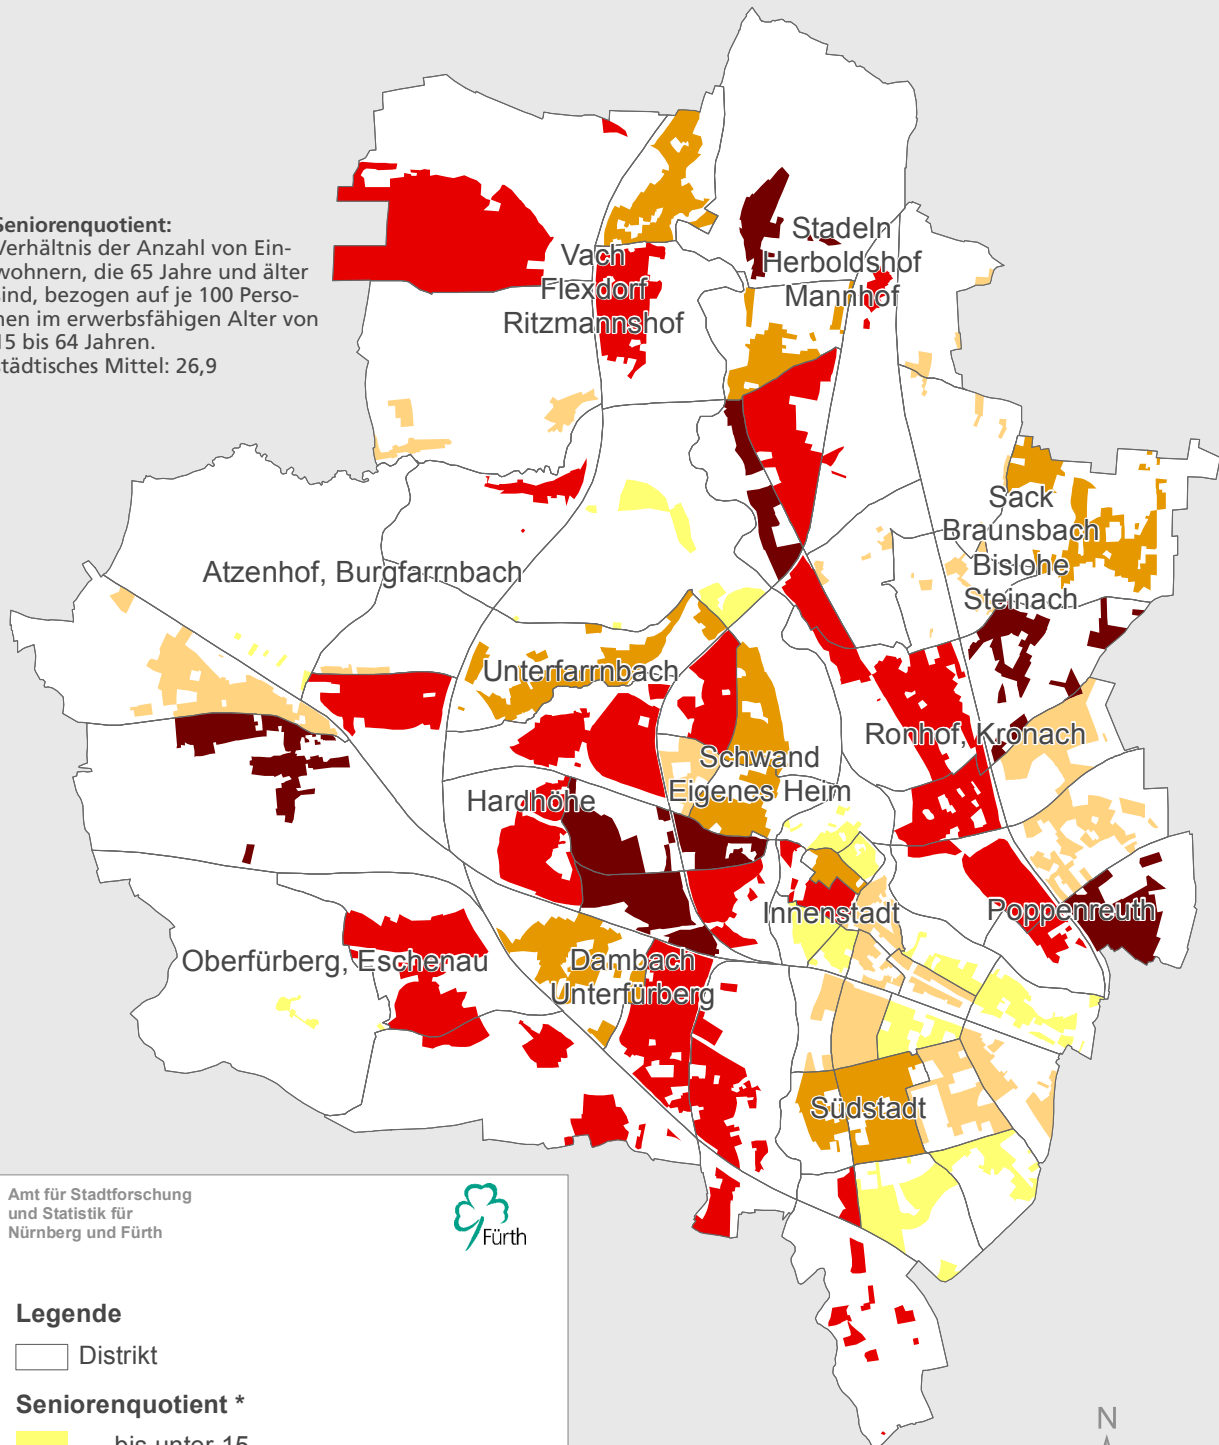 Seniorenquotient:
Verhältnis der Anzahl von Ein-
wohnern, die 65 Jahre und älter
sind, bezogen auf je 100 Perso-
nen im erwerbsfähigen Alter von
15 bis 64 Jahren.
städtisches Mittel: 26,9
Stadeln
Herboldshof
Mannhof
Vach
Flexdorf
Ritzmannshof
Sack
Braunsbach
Bislohe
Steinach
Atzenhof, Burgfarrnbach
Unterfarrnbach
Ronhof, Kronach
Schwand
Eigenes Heim
Hardhöhe
Innenstadt
Poppenreuth
Oberfürberg, Eschenau
Dambach
Unterfürberg
Südstadt
Amt für Stadtforschung
und Statistik für
Nürnberg und Fürth
Fürth
Legende
Distrikt
Seniorenquotient *
bis unter 15
N